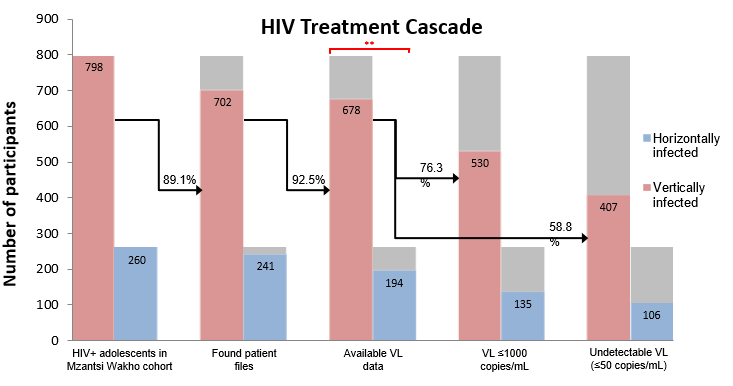 HIV Treatment Cascade
**
900
800
700
600
500
400
300
200
100
0
Number of participants
798
702
678
530
407
260
241
194
135
106
89.1%
92.5%
76.3
%
58.8
%
Horizontally
infected
Vertically
infected
HIV+ adolescents in
Mzantsi Wakho cohort
Found patient
files
Available VL
data
VL ≤1000
copies/mL
Undetectable VL
(≤50 copies/mL)